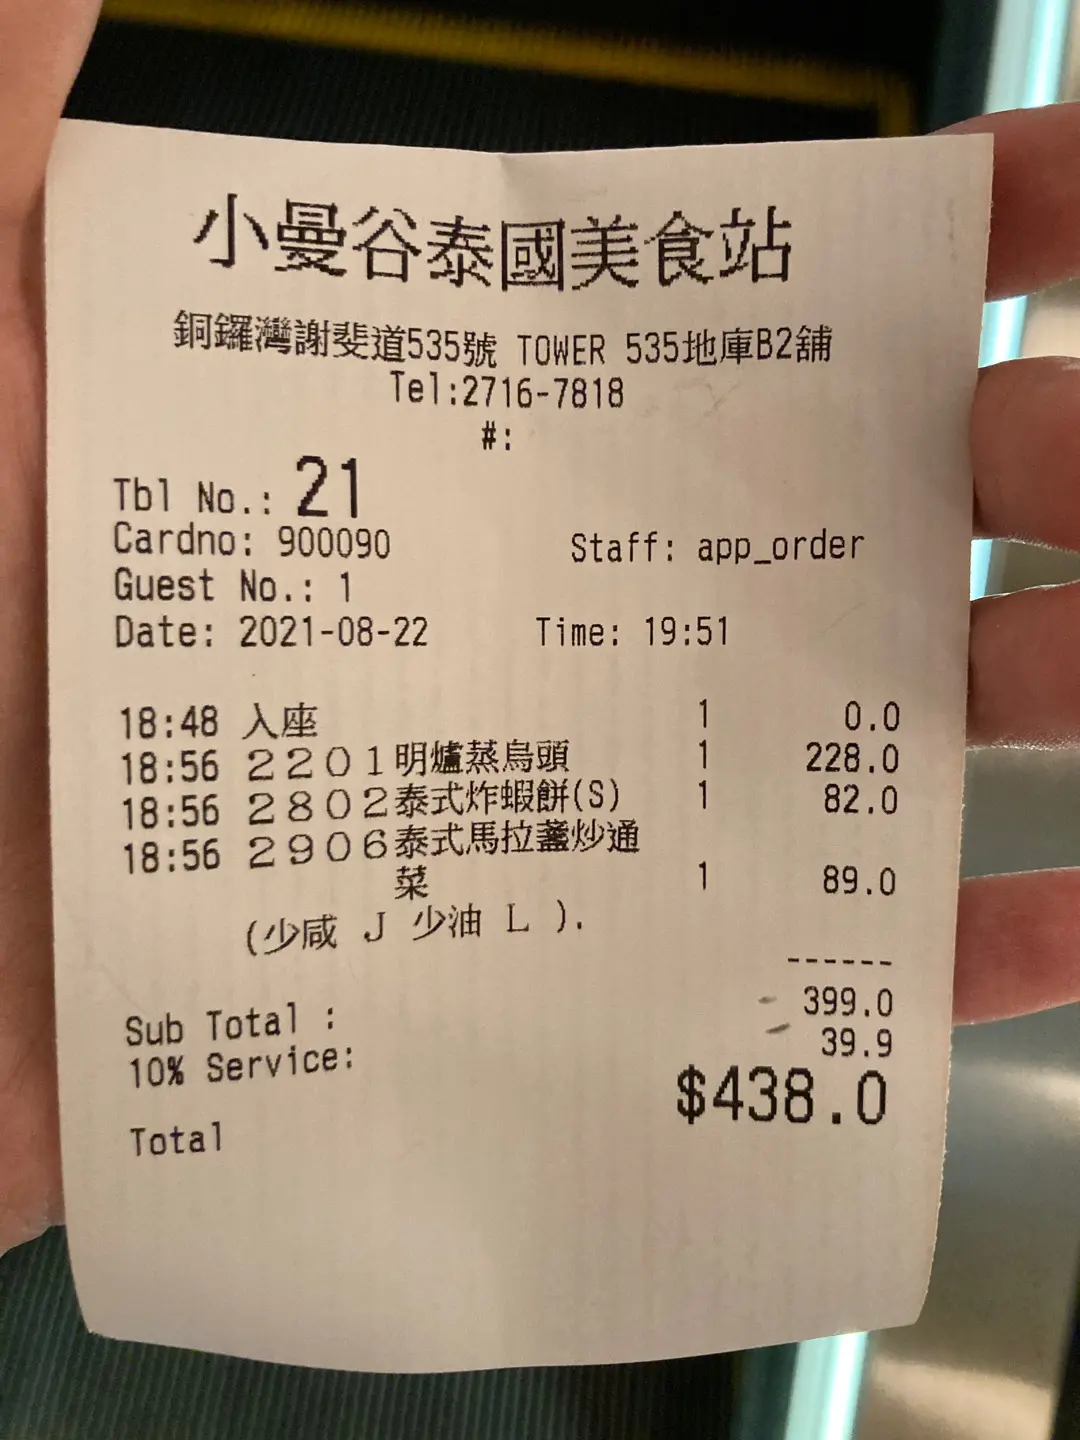 小曼谷泰國美食站
銅鑼灣謝斐道535號 TOWER 535地庫B2舖
Tel:2716-7818
#:
Tbl No.: 21
Cardno: 900090 Staff: app_order
Guest No.: 1
Date: 2021-08-22 Time: 19:51
18:48 入座 1 0.0
18:56 2201明爐蒸烏頭 1 228.0
18:56 2802泰式炸蝦餅(S) 1 82.0
18:56 2906泰式馬拉盞炒通
菜 1 89.0
(少咸 J 少油 L ).
------
Sub Total : 399.0
10% Service: 39.9
Total $438.0